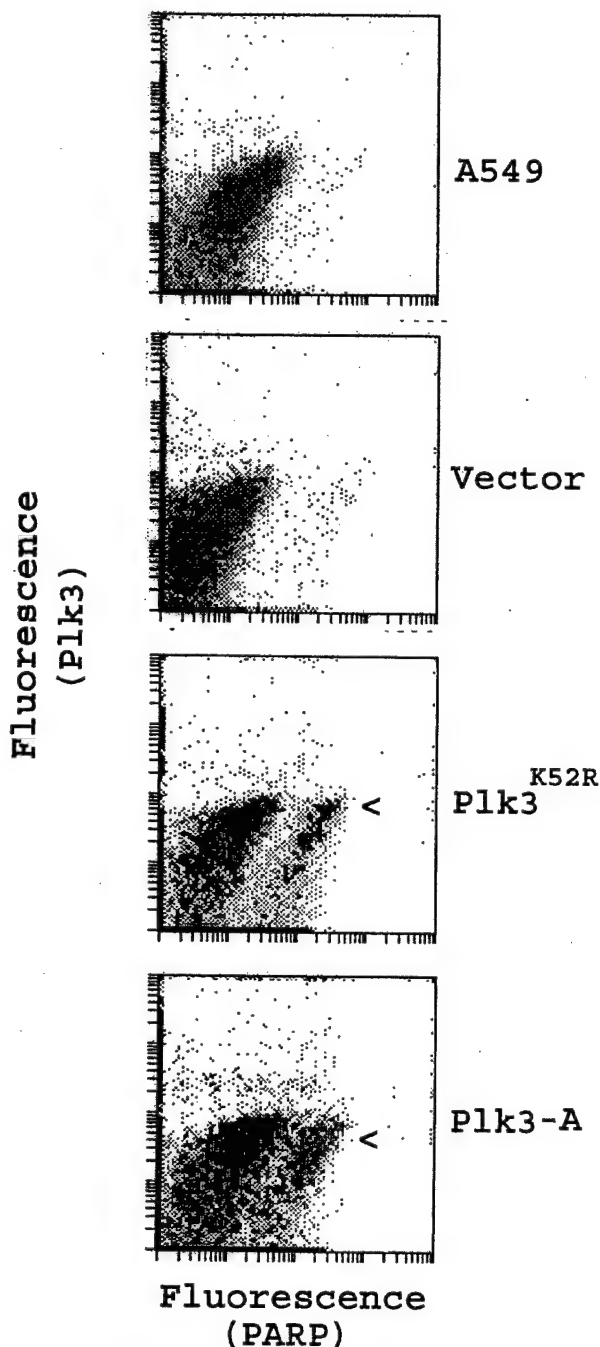 A549
Vector
Plk3K52R
<
Plk3-A
<
Fluorescence
(Plk3)
Fluorescence
(PARP)